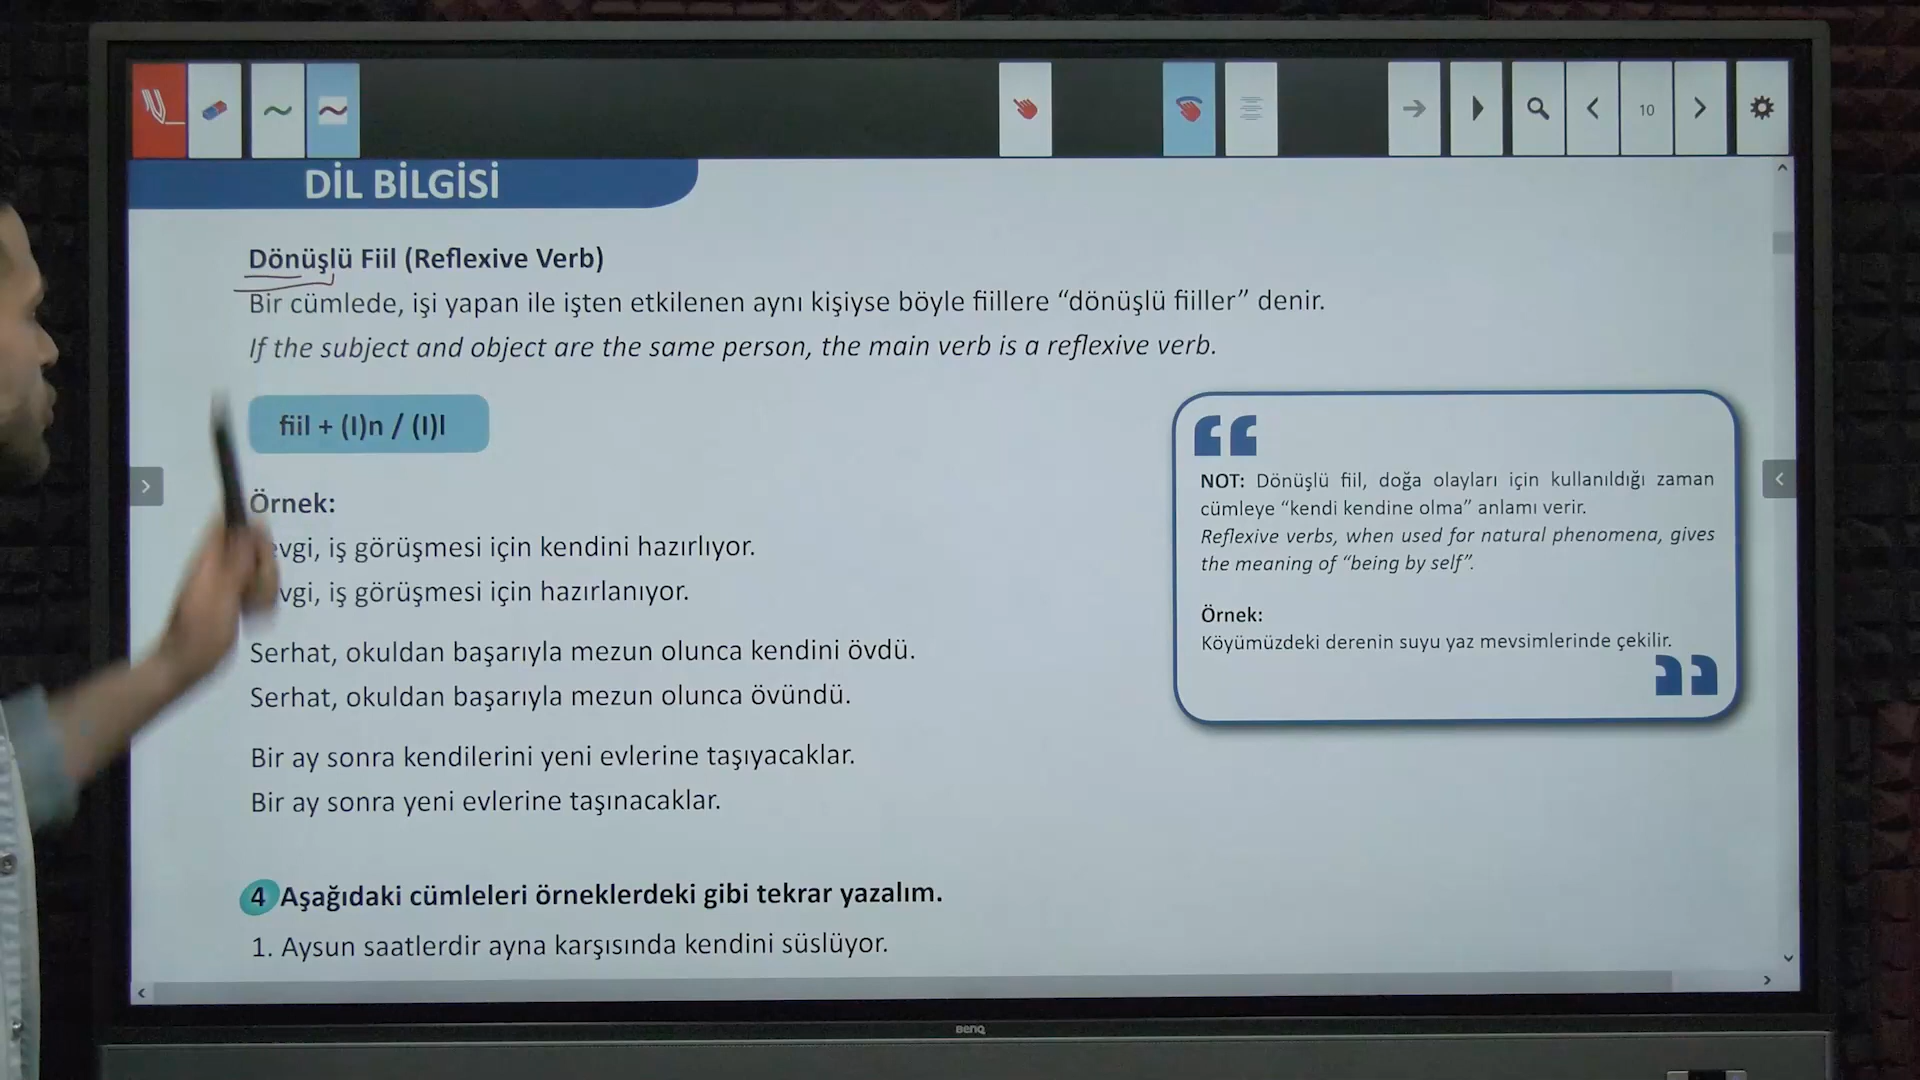 10
DİL BİLGİSİ
Dönüşlü Fiil (Reflexive Verb)
Bir cümlede, işi yapan ile işten etkilenen aynı kişiyse böyle fiillere “dönüşlü fiiller” denir.
If the subject and object are the same person, the main verb is a reflexive verb.
fiil + (I)n / (I)l
Örnek:
evgi, iş görüşmesi için kendini hazırlıyor.
vgi, iş görüşmesi için hazırlanıyor.
Serhat, okuldan başarıyla mezun olunca kendini övdü.
Serhat, okuldan başarıyla mezun olunca övündü.
Bir ay sonra kendilerini yeni evlerine taşıyacaklar.
Bir ay sonra yeni evlerine taşınacaklar.
NOT: Dönüşlü fiil, doğa olayları için kullanıldığı zaman
cümleye “kendi kendine olma” anlamı verir.
Reflexive verbs, when used for natural phenomena, gives
the meaning of “being by self”.
Örnek:
Köyümüzdeki derenin suyu yaz mevsimlerinde çekilir.
4 Aşağıdaki cümleleri örneklerdeki gibi tekrar yazalım.
1. Aysun saatlerdir ayna karşısında kendini süslüyor.
BenQ